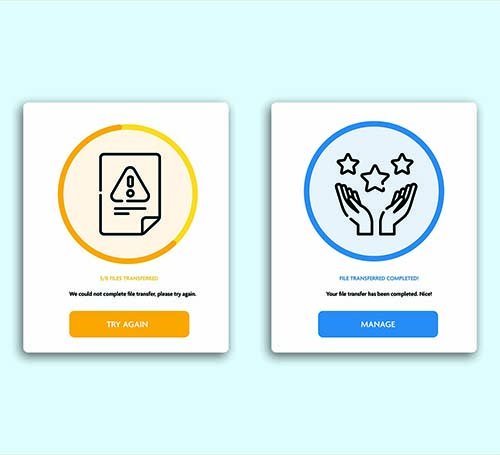 5/8 FILES TRANSFERRED
We could not complete file transfer, please try again.
TRY AGAIN
FILE TRANSFERRED COMPLETED!
Your file transfer has been completed. Nice!
MANAGE